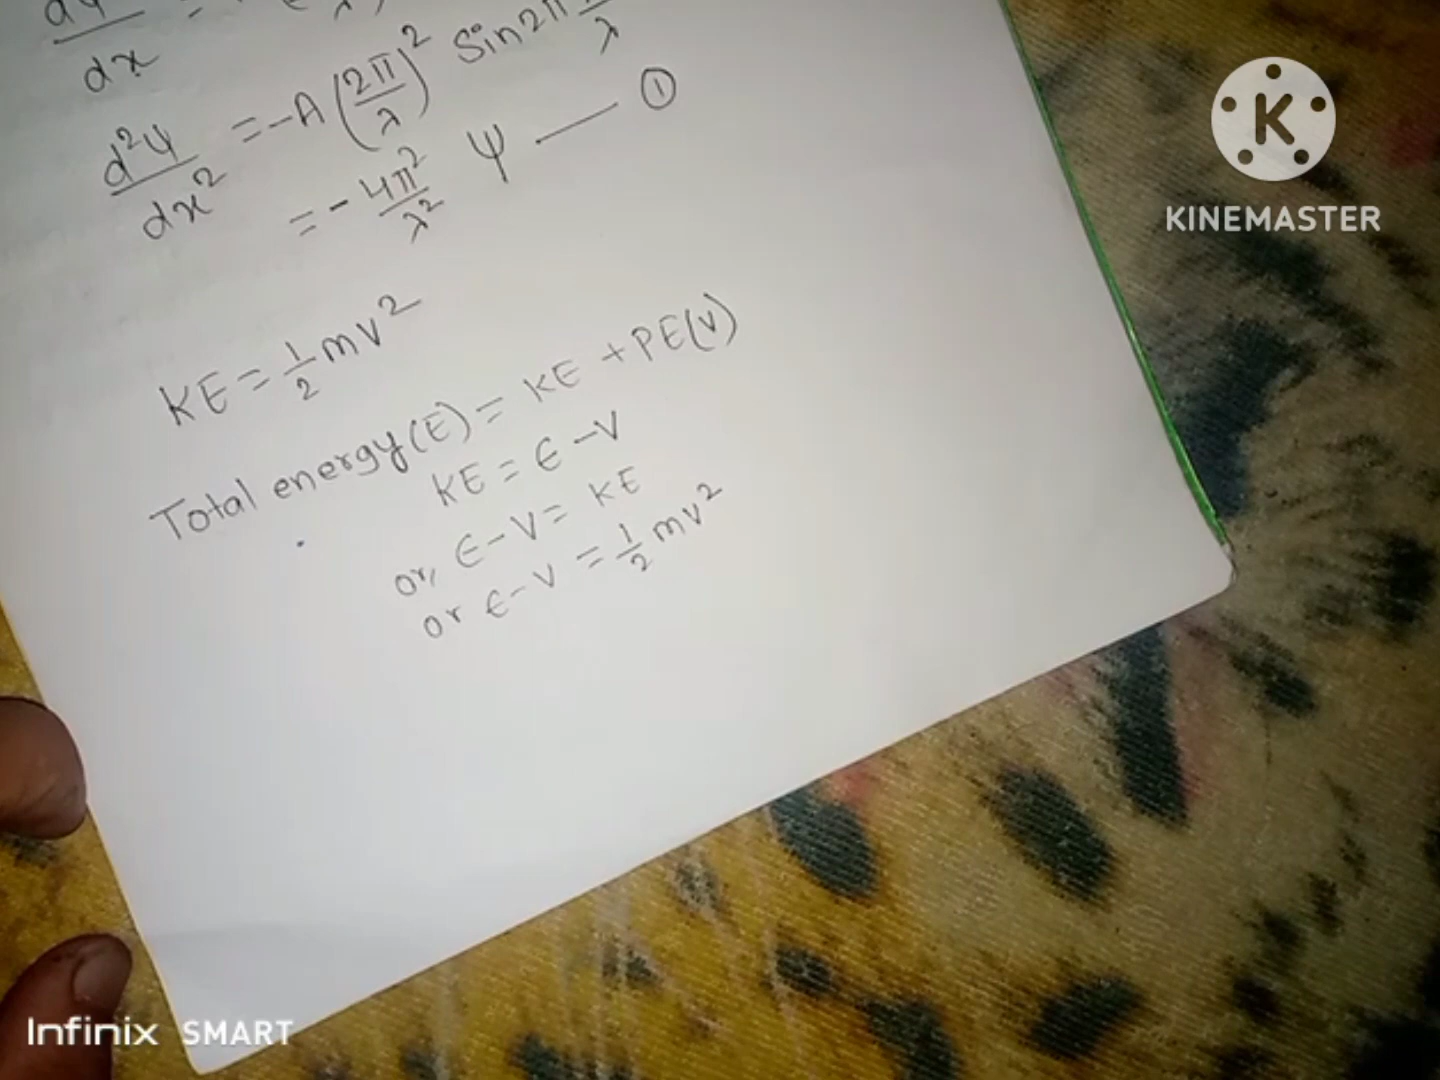 dx
d²ψ/dx² = -A (2π/λ)² Sin2π /λ
= - 4π²/λ² ψ — ①
KE = 1/2 mv²
Total energy (E) = KE + PE(V)
KE = E - V
or, E - V = KE
or E - V = 1/2 mv²
K
KINEMASTER
Infinix SMART